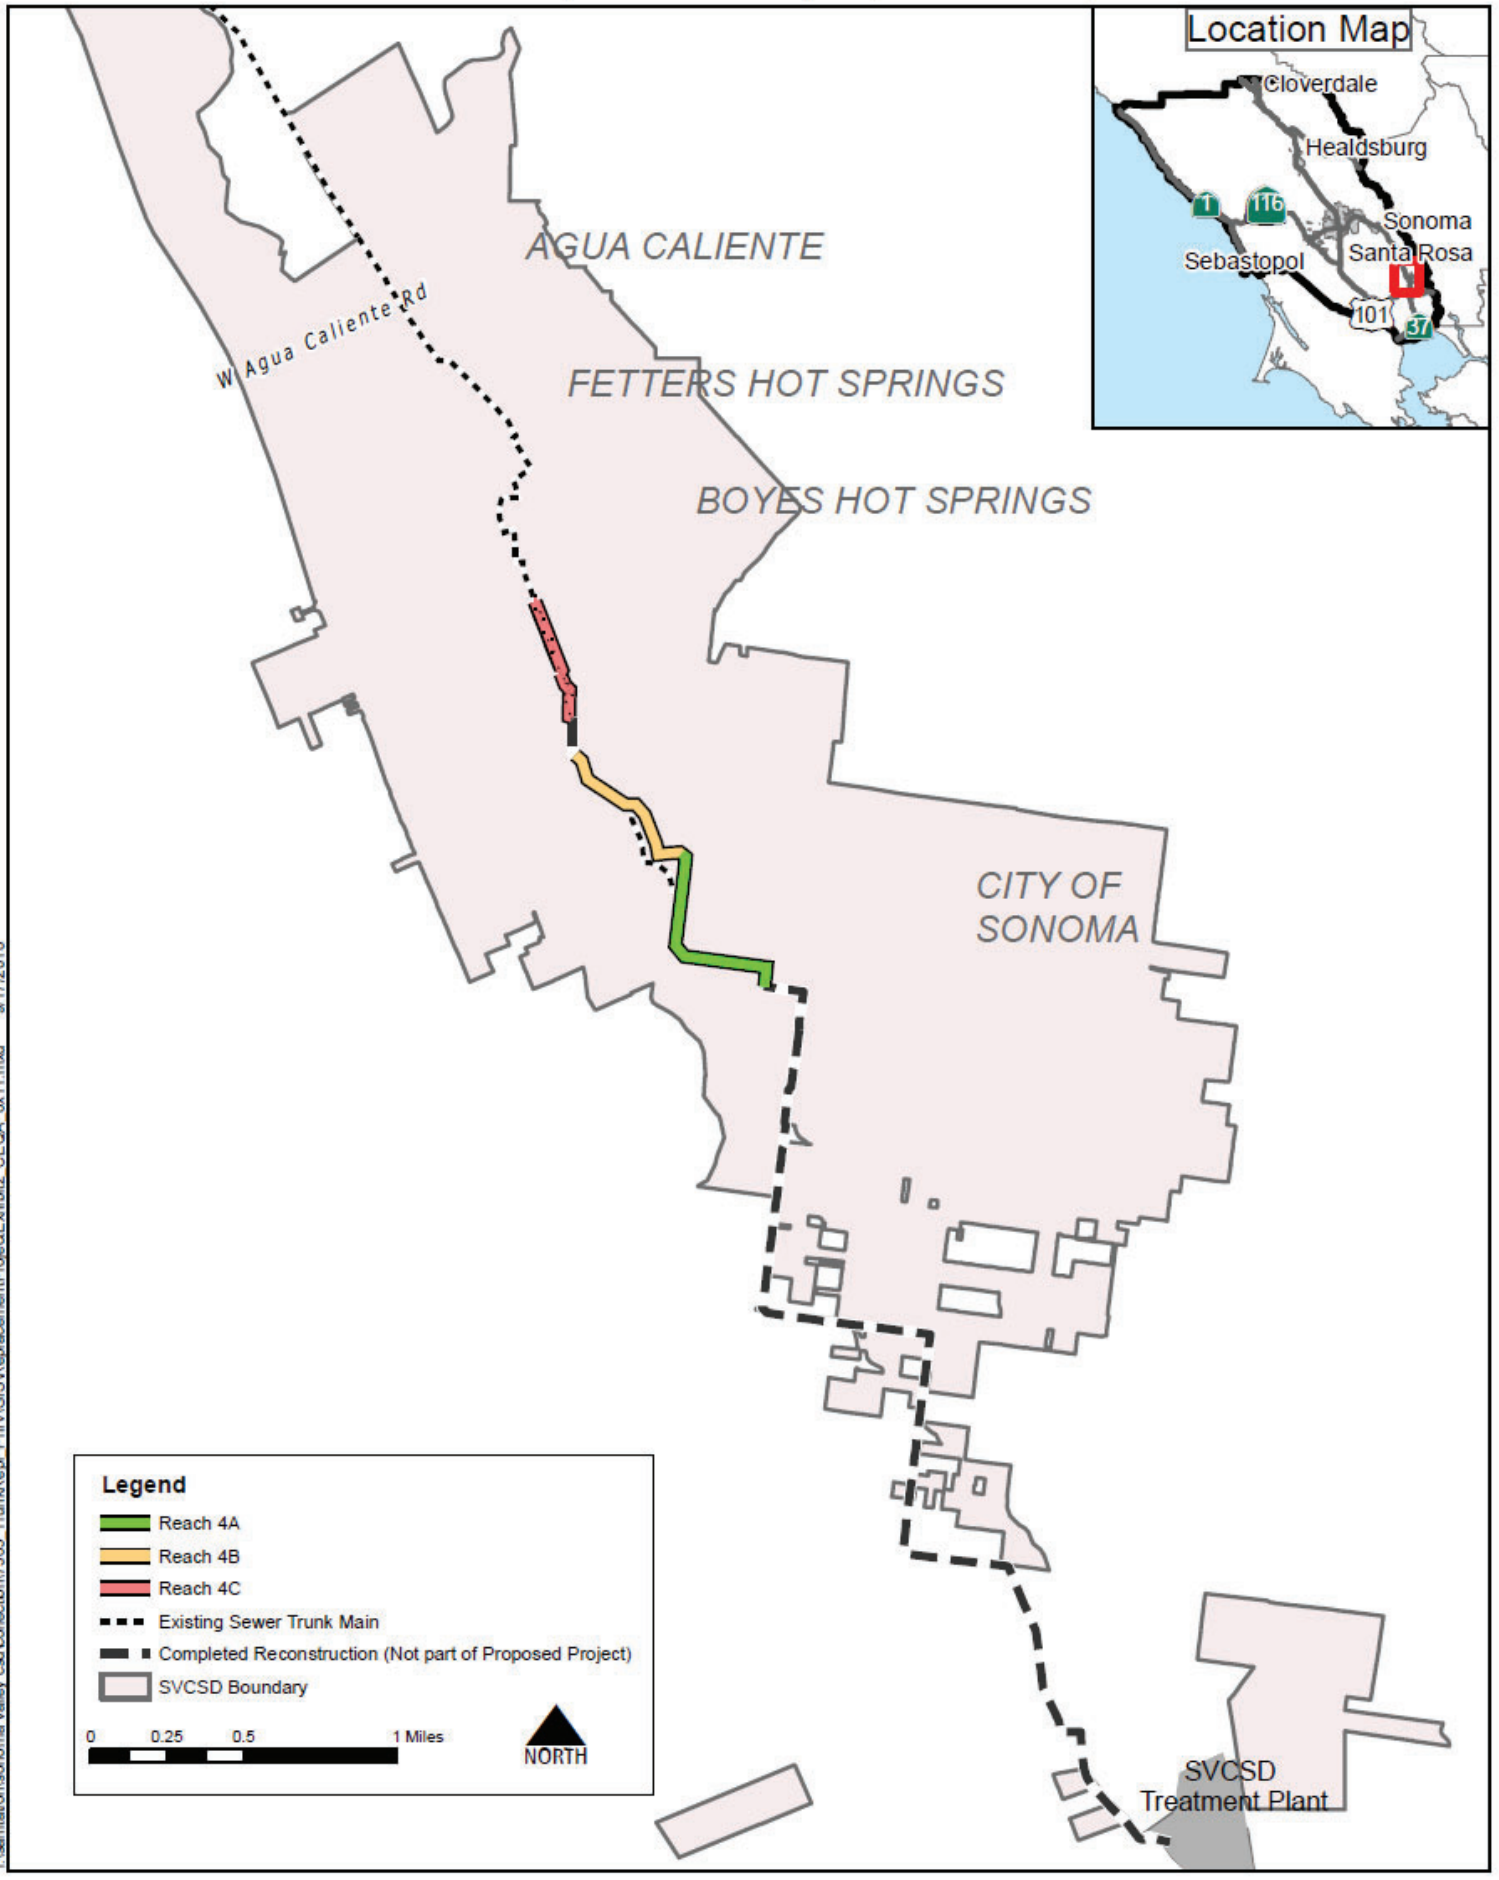 Location Map
Cloverdale
Healdsburg
1
116
Sonoma
Santa Rosa
Sebastopol
101
37
AGUA CALIENTE
W Agua Caliente Rd
FETTERS HOT SPRINGS
BOYES HOT SPRINGS
CITY OF
SONOMA
Legend
Reach 4A
Reach 4B
Reach 4C
Existing Sewer Trunk Main
Completed Reconstruction (Not part of Proposed Project)
SVCSD Boundary
0 0.25 0.5 1 Miles
NORTH
SVCSD
Treatment Plant